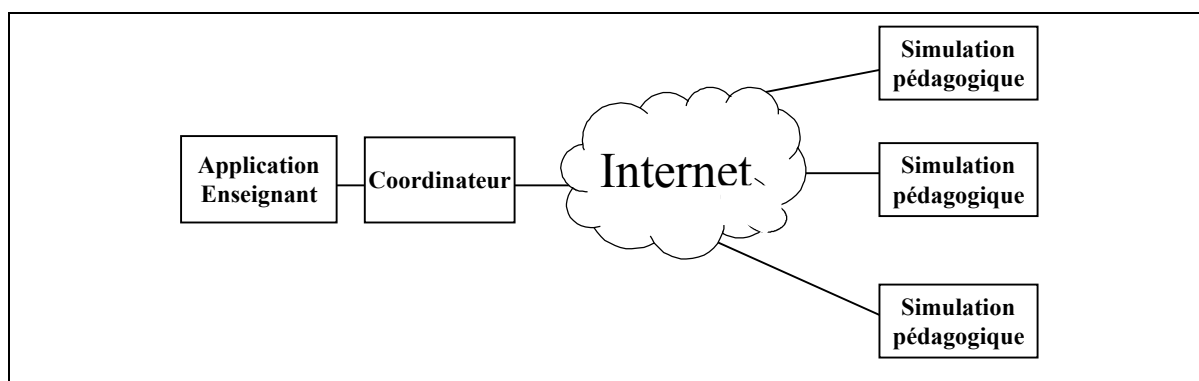 Application
Enseignant
Coordinateur
Internet
Simulation
pédagogique
Simulation
pédagogique
Simulation
pédagogique